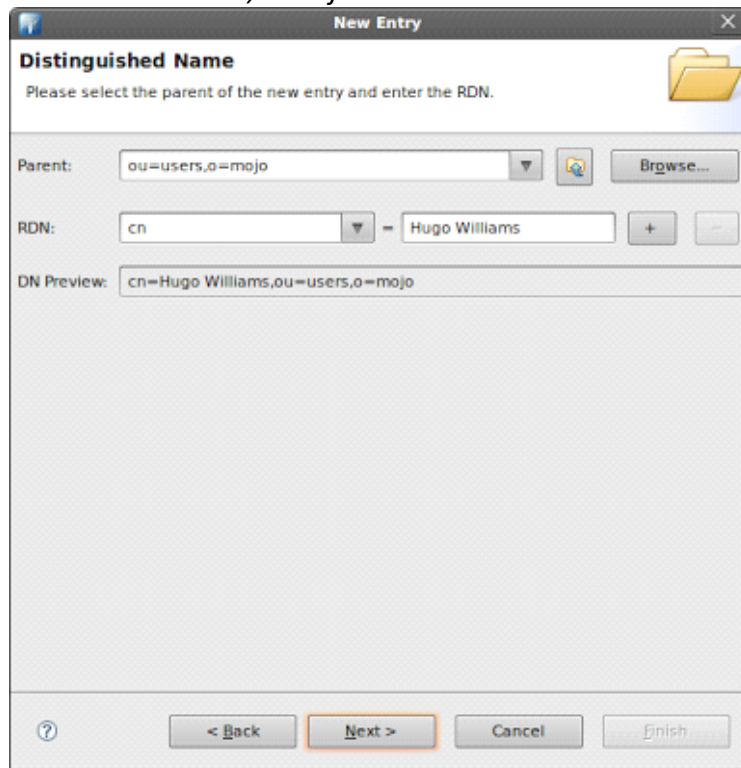 New Entry
Distinguished Name
Please select the parent of the new entry and enter the RDN.
Parent: ou=users,o=mojo Browse...
RDN: cn = Hugo Williams + -
DN Preview: cn=Hugo Williams,ou=users,o=mojo
? < Back Next > Cancel Finish